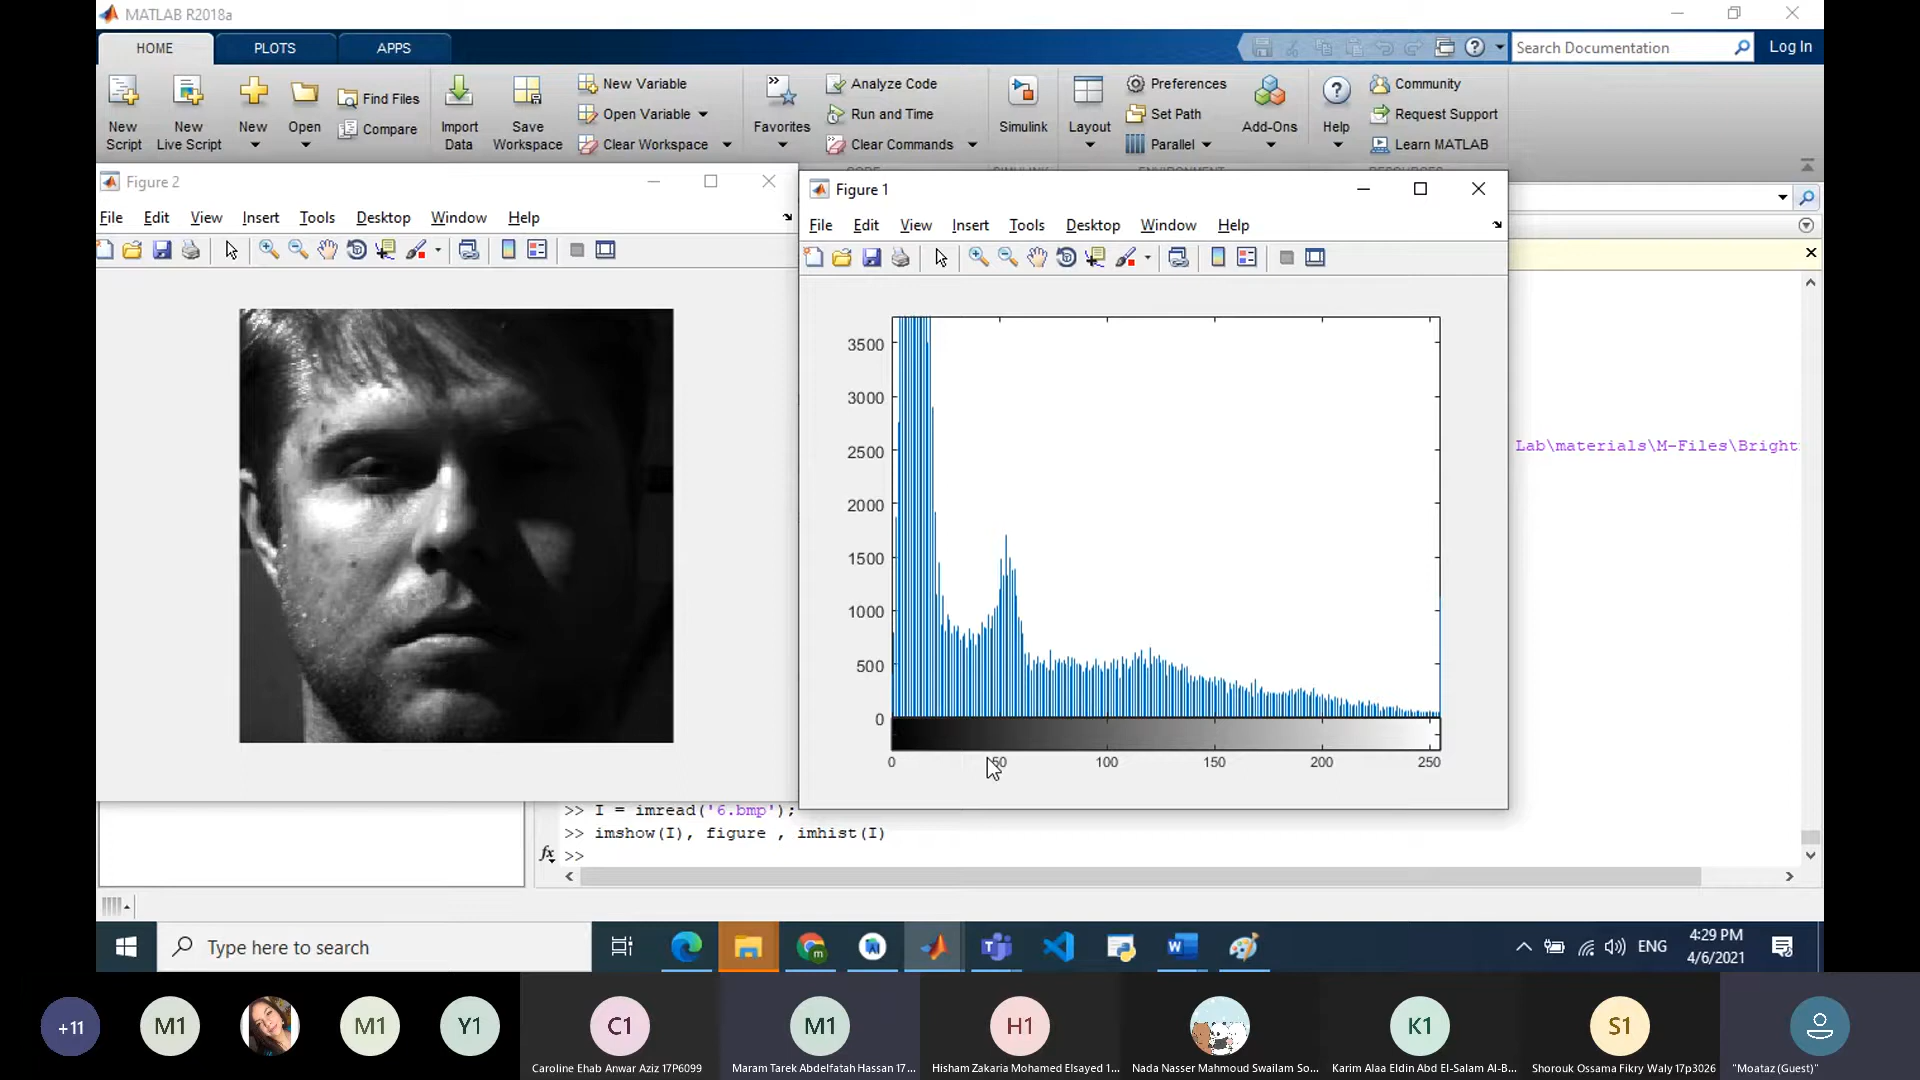 MATLAB R2018a
HOME PLOTS APPS
Search Documentation Log In
New Script
New Live Script
New
Open
Find Files
Compare
Import Data
Save Workspace
New Variable
Open Variable
Clear Workspace
Favorites
Analyze Code
Run and Time
Clear Commands
Simulink
Layout
Preferences
Set Path
Parallel
Add-Ons
Help
Community
Request Support
Learn MATLAB
Figure 2
File Edit View Insert Tools Desktop Window Help
Figure 1
File Edit View Insert Tools Desktop Window Help
3500
3000
2500
2000
1500
1000
500
0
0 50 100 150 200 250
Lab\materials\M-Files\Bright
>> I = imread('6.bmp');
>> imshow(I), figure , imhist(I)
fx >>
Type here to search
ENG
4:29 PM
4/6/2021
+11 M1 M1 Y1 C1 M1 H1 K1 S1
Caroline Ehab Anwar Aziz 17P6099
Maram Tarek Abdelfatah Hassan 17...
Hisham Zakaria Mohamed Elsayed 1...
Nada Nasser Mahmoud Swailam So...
Karim Alaa Eldin Abd El-Salam Al-B...
Shorouk Ossama Fikry Waly 17p3026
"Moataz (Guest)"